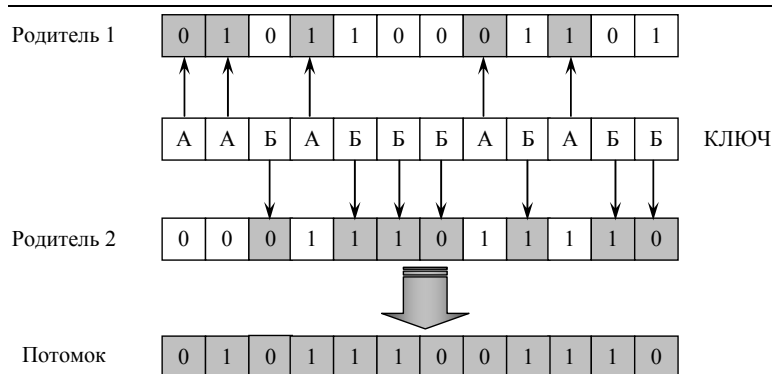 Родитель 1 0 1 0 1 1 0 0 0 1 1 0 1
А А Б А Б Б Б А Б А Б Б КЛЮЧ
Родитель 2 0 0 0 1 1 1 0 1 1 1 1 0
Потомок 0 1 0 1 1 1 0 0 1 1 1 0